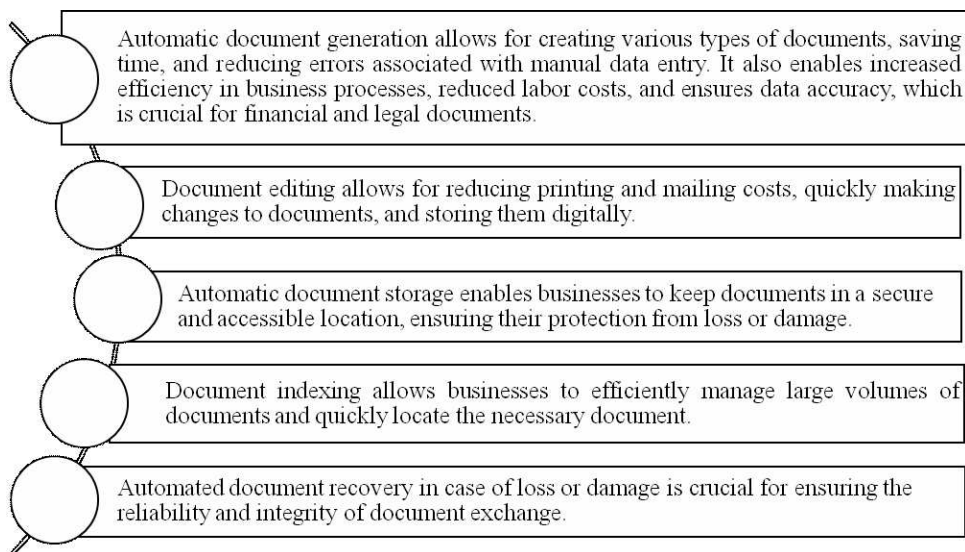 Automatic document generation allows for creating various types of documents, saving
time, and reducing errors associated with manual data entry. It also enables increased
efficiency in business processes, reduced labor costs, and ensures data accuracy, which
is crucial for financial and legal documents.
Document editing allows for reducing printing and mailing costs, quickly making
changes to documents, and storing them digitally.
Automatic document storage enables businesses to keep documents in a secure
and accessible location, ensuring their protection from loss or damage.
Document indexing allows businesses to efficiently manage large volumes of
documents and quickly locate the necessary document.
Automated document recovery in case of loss or damage is crucial for ensuring the
reliability and integrity of document exchange.